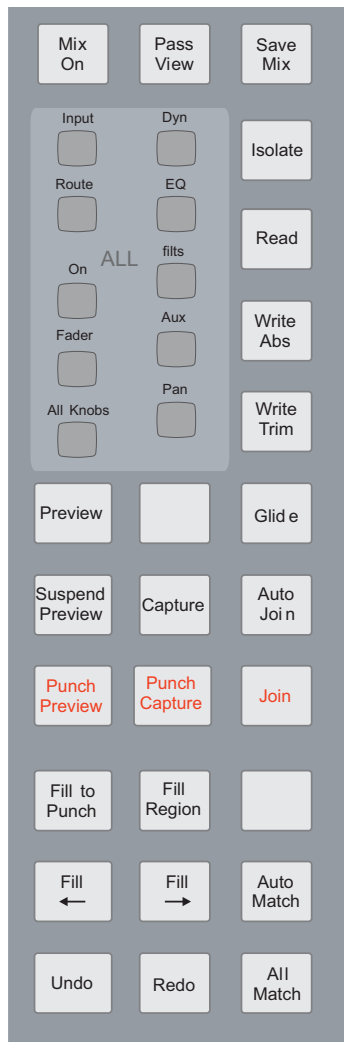 Mix
On
Pass
View
Save
Mix
Input
Dyn
Isolate
Route
EQ
Read
ALL
On
filts
Write
Abs
Fader
Aux
All Knobs
Pan
Write
Trim
Preview
Glid e
Suspend
Preview
Capture
Auto
Joi n
Punch
Preview
Punch
Capture
Join
Fill to
Punch
Fill
Region
Fill
←
Fill
→
Auto
Match
Undo
Redo
All
Match